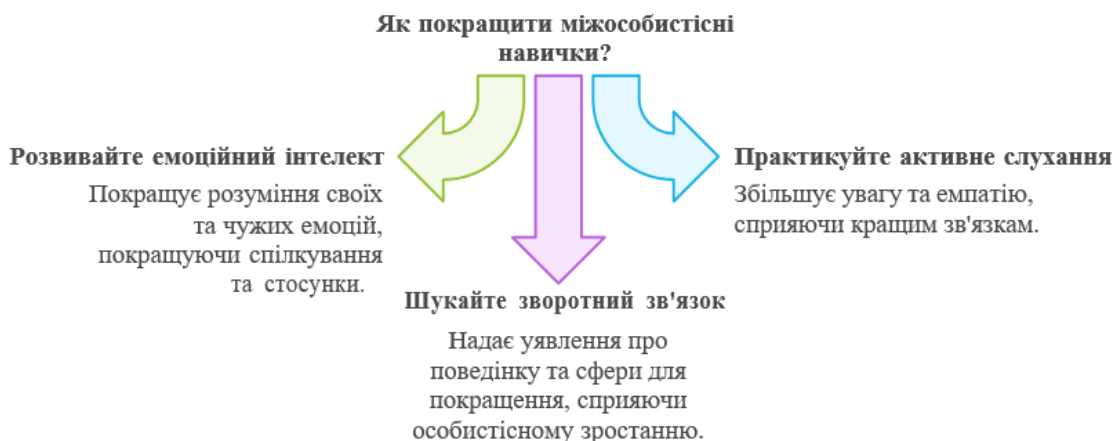 Як покращити міжособистісні
навички?
Розвивайте емоційний інтелект
Покращує розуміння своїх
та чужих емоцій,
покращуючи спілкування
та стосунки.
Практикуйте активне слухання
Збільшує увагу та емпатію,
сприяючи кращим зв'язкам.
Шукайте зворотний зв'язок
Надає уявлення про
поведінку та сфери для
покращення, сприяючи
особистісному зростанню.